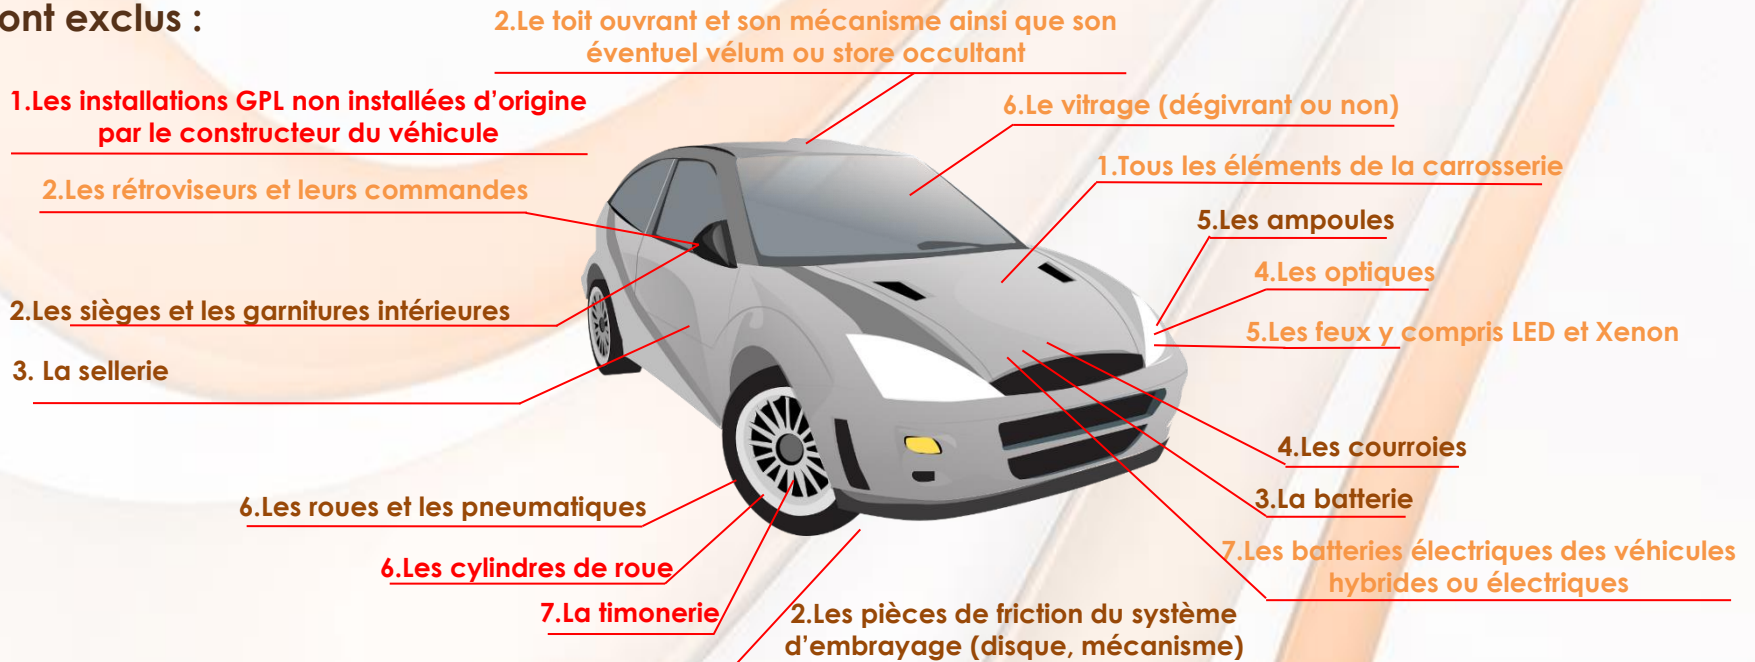 ont exclus :
2.Le toit ouvrant et son mécanisme ainsi que son
éventuel vélum ou store occultant
1.Les installations GPL non installées d’origine
par le constructeur du véhicule
6.Le vitrage (dégivrant ou non)
1.Tous les éléments de la carrosserie
2.Les rétroviseurs et leurs commandes
5.Les ampoules
4.Les optiques
2.Les sièges et les garnitures intérieures
5.Les feux y compris LED et Xenon
3. La sellerie
4.Les courroies
3.La batterie
6.Les roues et les pneumatiques
7.Les batteries électriques des véhicules
hybrides ou électriques
6.Les cylindres de roue
7.La timonerie
2.Les pièces de friction du système
d’embrayage (disque, mécanisme)